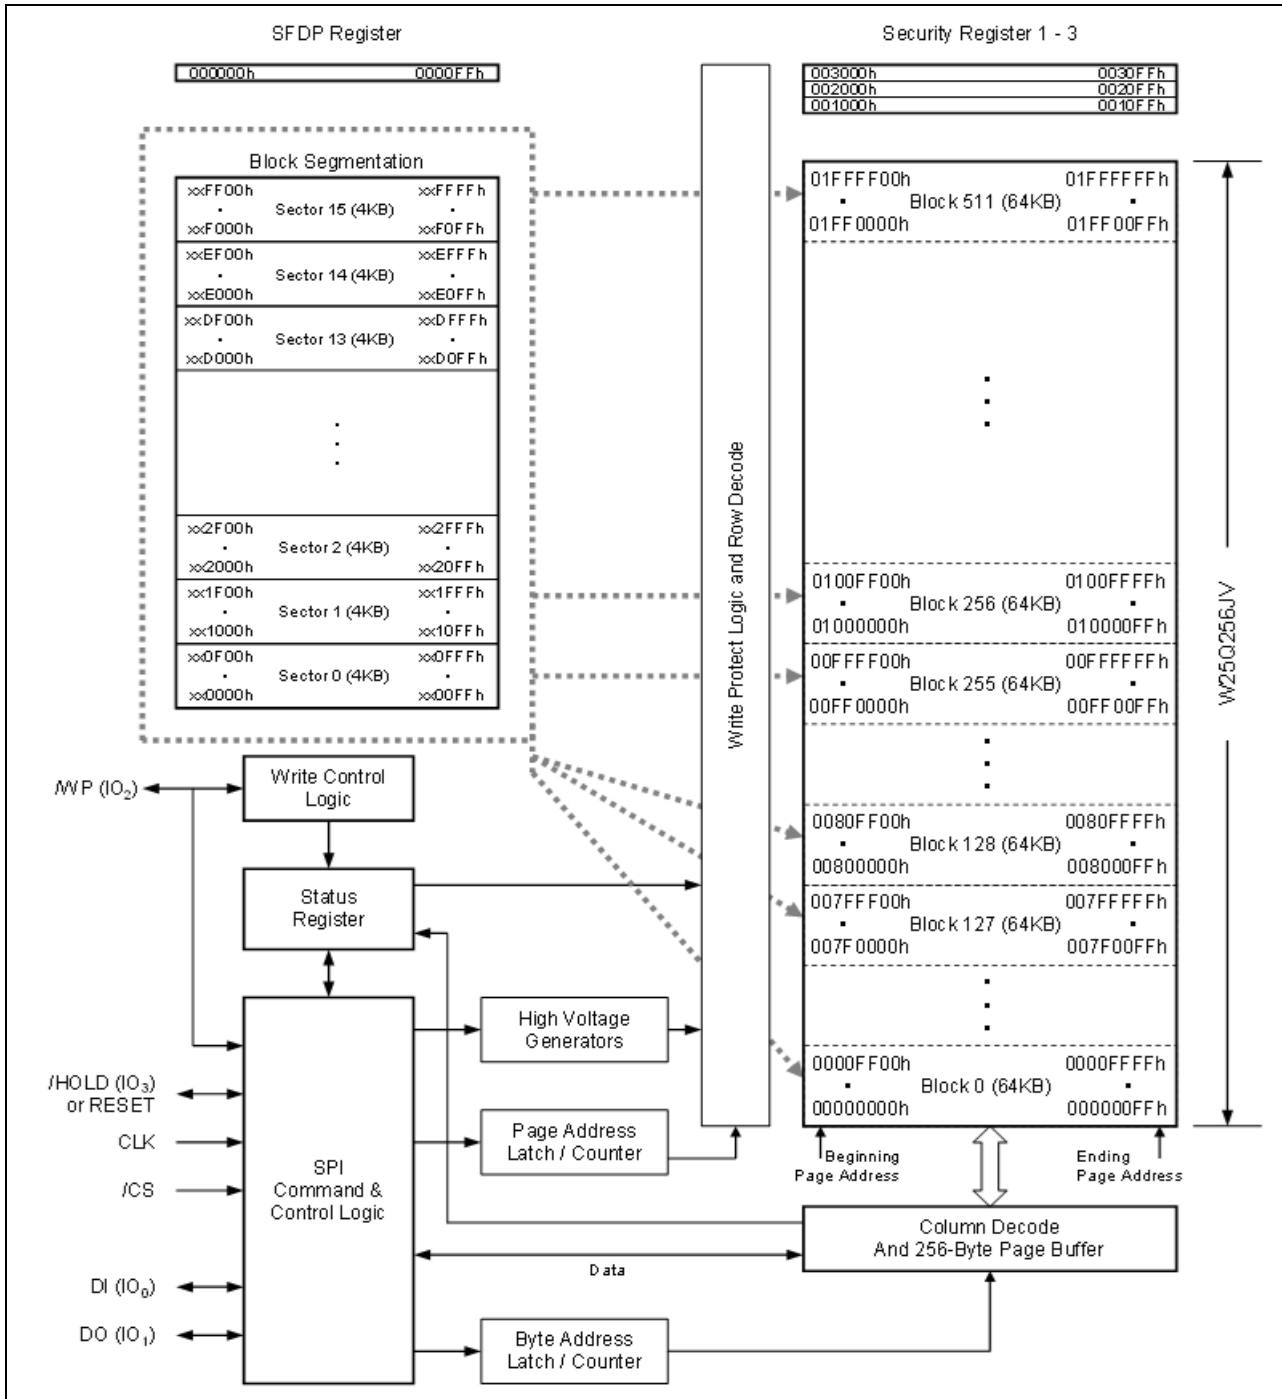 SFDP Register
000000h 0000FFh
Security Register 1 - 3
003000h 0030FFh
002000h 0020FFh
001000h 0010FFh
Block Segmentation
xxFF00h xxFFFFh
Sector 15 (4KB)
xxF000h xxF0FFh
xxEF00h xxEFFFh
Sector 14 (4KB)
xxE000h xxE0FFh
xxDF00h xxDFFFh
Sector 13 (4KB)
xxD000h xxD0FFh
xx2F00h xx2FFFh
Sector 2 (4KB)
xx2000h xx20FFh
xx1F00h xx1FFFh
Sector 1 (4KB)
xx1000h xx10FFh
xx0F00h xx0FFFh
Sector 0 (4KB)
xx0000h xx00FFh
Write Protect Logic and Row Decode
01FFFF00h 01FFFFFFh
Block 511 (64KB)
01FF0000h 01FF00FFh
0100FF00h 0100FFFFh
Block 256 (64KB)
01000000h 010000FFh
00FFFF00h 00FFFFFFh
Block 255 (64KB)
00FF0000h 00FF00FFh
0080FF00h 0080FFFFh
Block 128 (64KB)
00800000h 008000FFh
007FFF00h 007FFFFFh
Block 127 (64KB)
007F0000h 007F00FFh
0000FF00h 0000FFFFh
Block 0 (64KB)
00000000h 000000FFh
W25Q256JV
Beginning
Page Address
Ending
Page Address
/WP (IO2)
Write Control
Logic
Status
Register
High Voltage
Generators
/HOLD (IO3)
or RESET
CLK
/CS
DI (IO0)
DO (IO1)
SPI
Command &
Control Logic
Page Address
Latch / Counter
Column Decode
And 256-Byte Page Buffer
Data
Byte Address
Latch / Counter